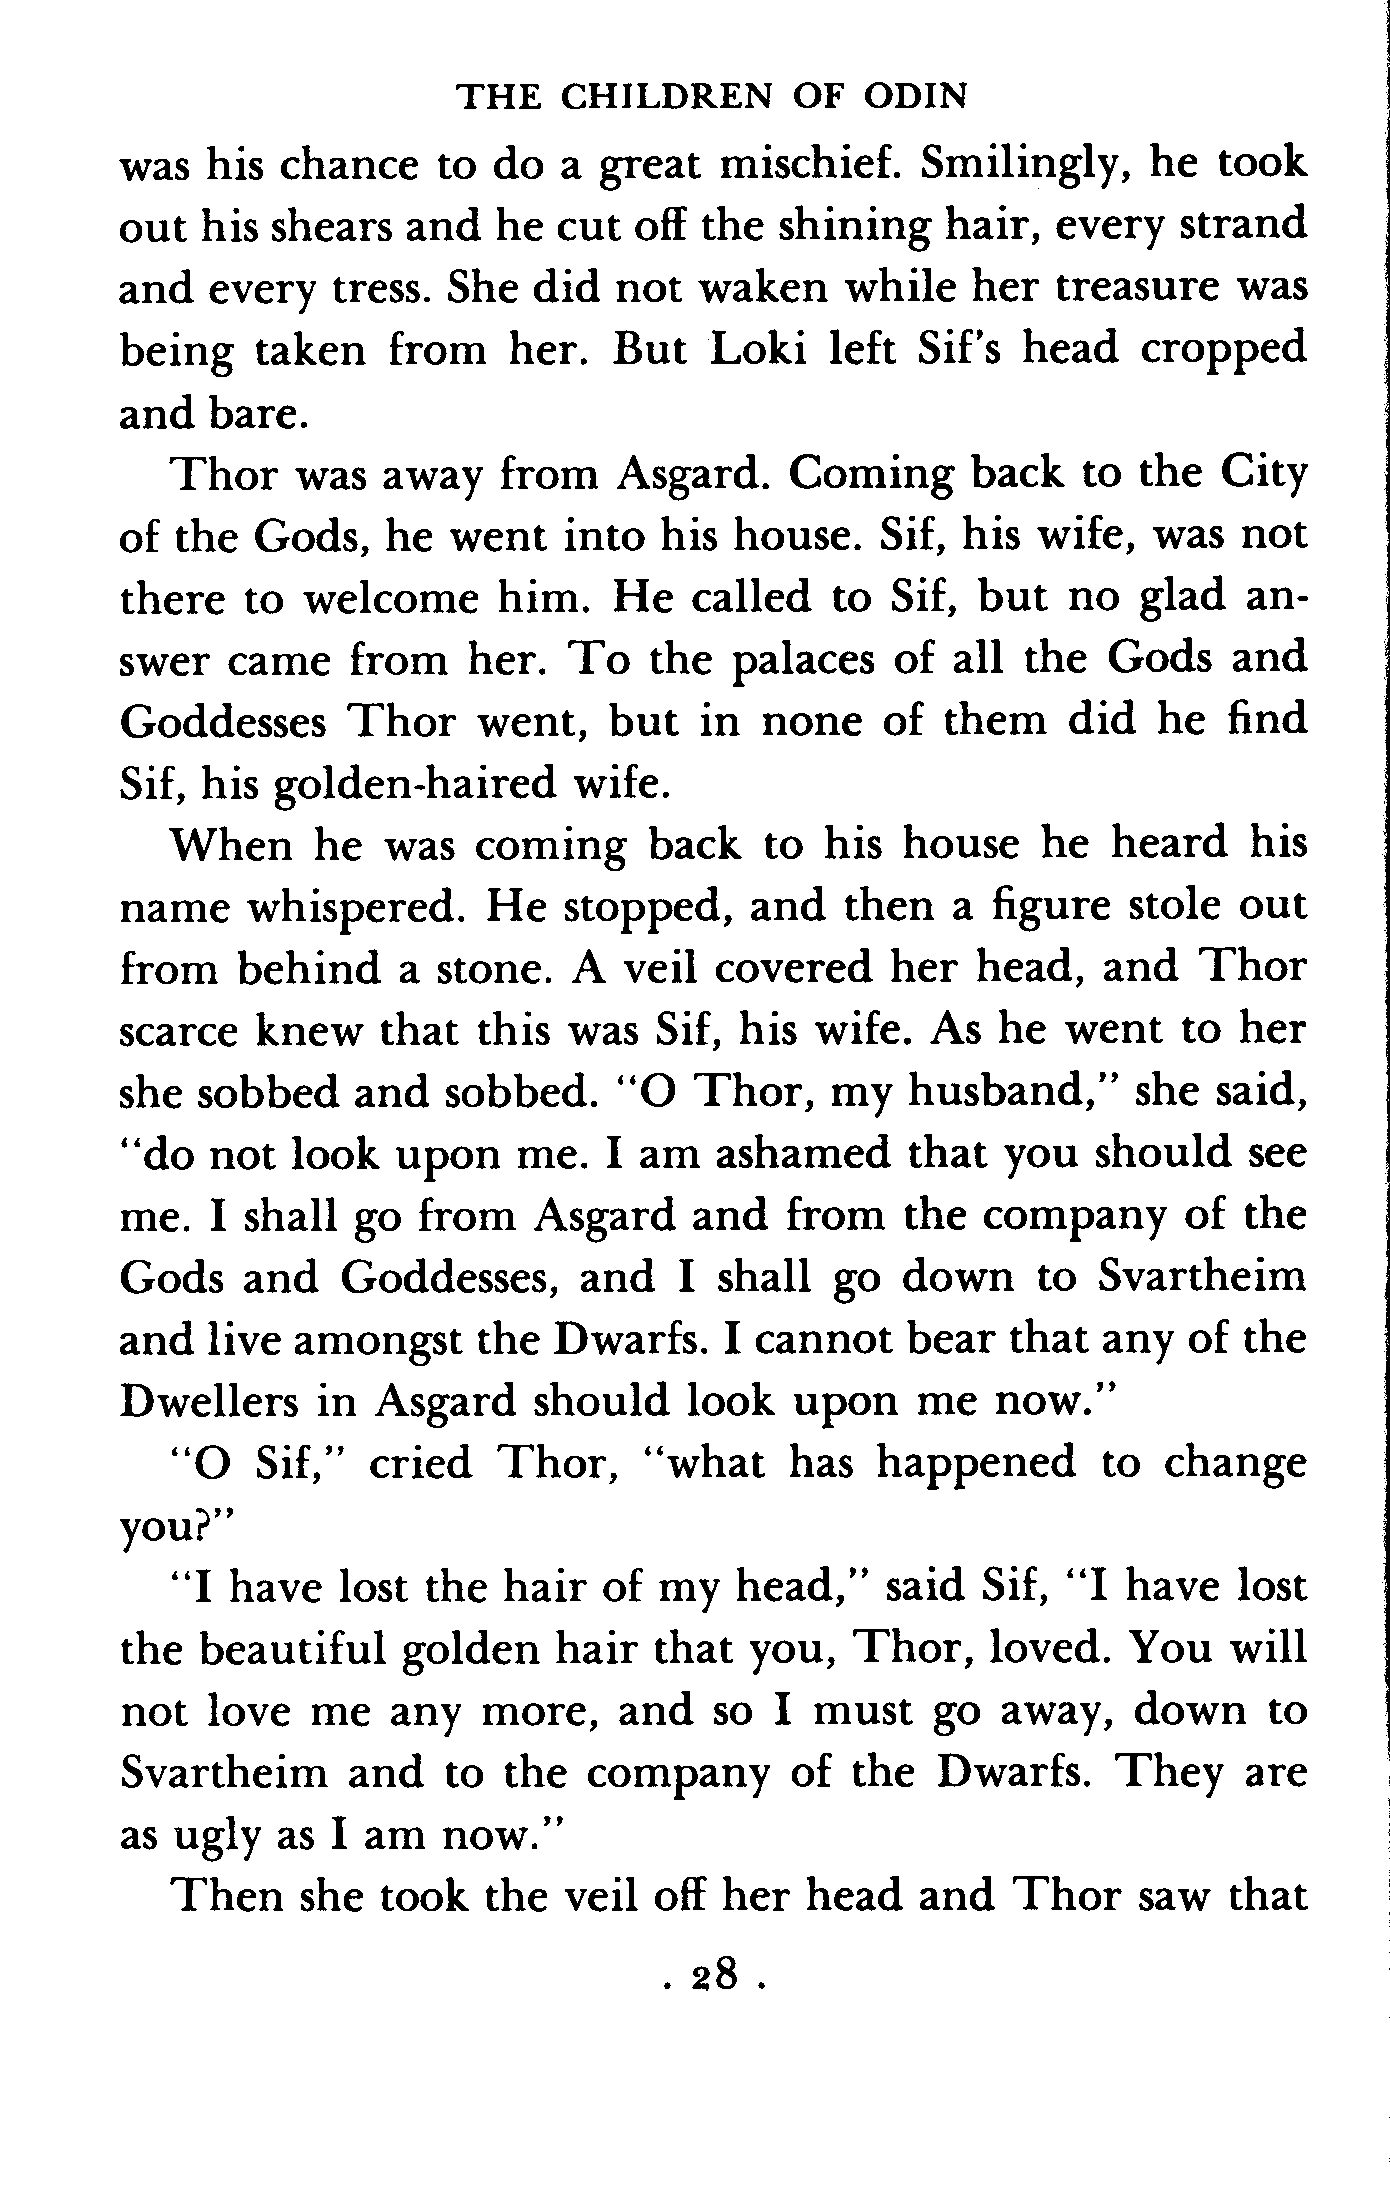 THE CHILDREN OF ODIN
was his chance to do a great mischief. Smilingly, he took
out his shears and he cut off the shining hair, every strand
and every tress. She did not waken while her treasure was
being taken from her. But Loki left Sif's head cropped
and bare.
Thor was away from Asgard. Coming back to the City
of the Gods, he went into his house. Sif, his wife, was not
there to welcome him. He called to Sif, but no glad an-
swer came from her. To the palaces of all the Gods and
Goddesses Thor went, but in none of them did he find
Sif, his golden-haired wife.
When he was coming back to his house he heard his
name whispered. He stopped, and then a figure stole out
from behind a stone. A veil covered her head, and Thor
scarce knew that this was Sif, his wife. As he went to her
she sobbed and sobbed. "O Thor, my husband," she said,
"do not look upon me. I am ashamed that you should see
me. I shall go from Asgard and from the company of the
Gods and Goddesses, and I shall go down to Svartheim
and live amongst the Dwarfs. I cannot bear that any of the
Dwellers in Asgard should look upon me now."
"O Sif," cried Thor, "what has happened to change
you?"
"I have lost the hair of my head," said Sif, "I have lost
the beautiful golden hair that you, Thor, loved. You will
not love me any more, and so I must go away, down to
Svartheim and to the company of the Dwarfs. They are
as ugly as I am now."
Then she took the veil off her head and Thor saw that
. 28 .